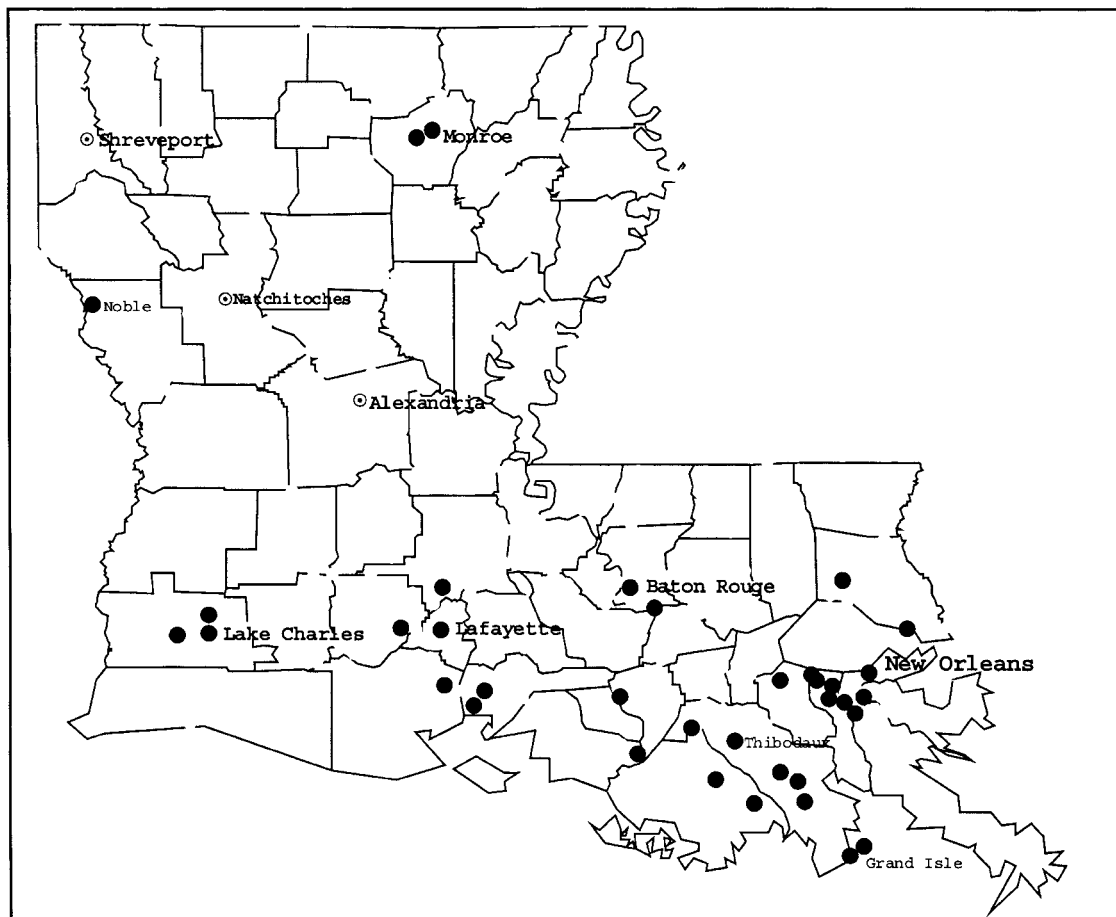 Shreveport
Monroe
Noble
Natchitoches
Alexandria
Baton Rouge
Lake Charles
Lafayette
New Orleans
Thibodaux
Grand Isle